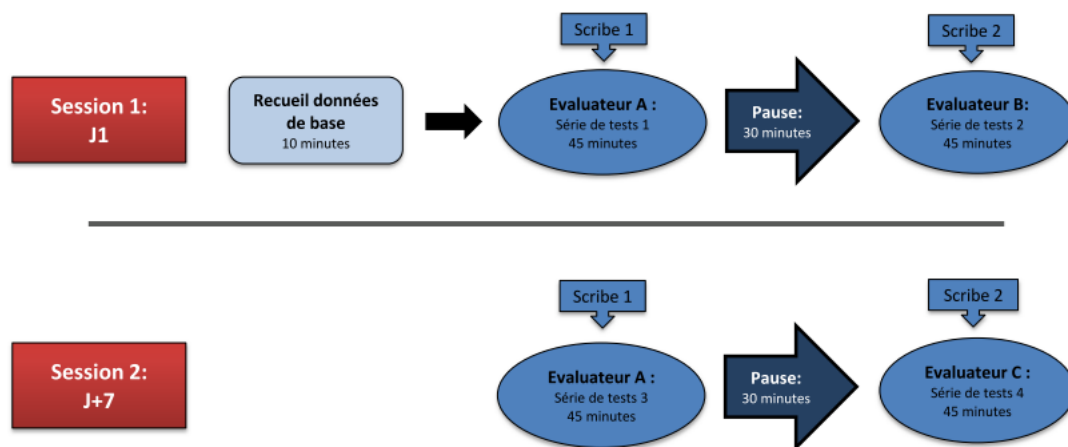 Scribe 1
Scribe 2
Session 1:
J1
Recueil données
de base
10 minutes
Evaluateur A :
Série de tests 1
45 minutes
Pause:
30 minutes
Evaluateur B:
Série de tests 2
45 minutes
Scribe 1
Scribe 2
Session 2:
J+7
Evaluateur A :
Série de tests 3
45 minutes
Pause:
30 minutes
Evaluateur C :
Série de tests 4
45 minutes